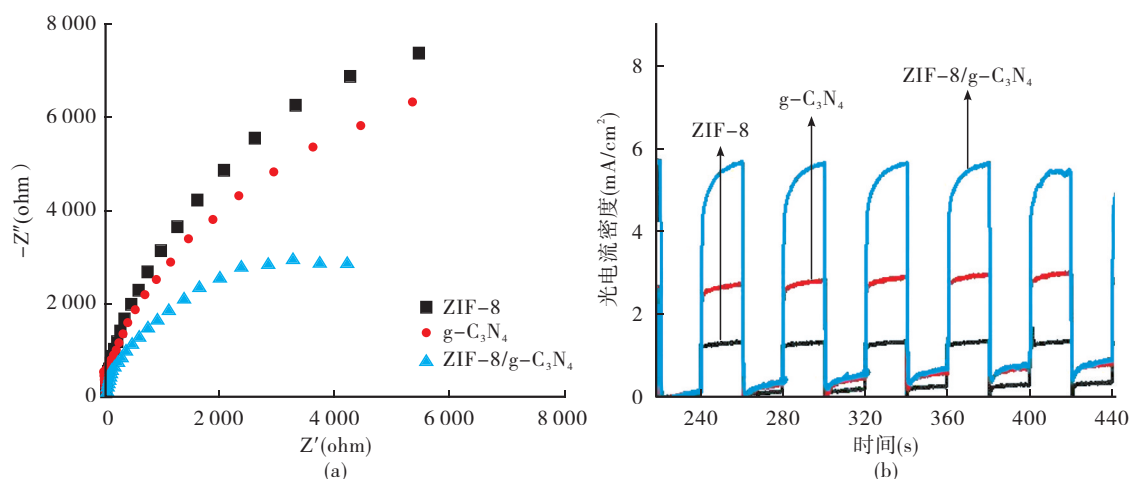 8 000
6 000
4 000
2 000
0
−Z″(ohm)
0
2 000
4 000
6 000
8 000
Z′(ohm)
(a)
ZIF−8
g−C₃N₄
ZIF−8/g−C₃N₄
8
6
4
2
0
光电流密度(mA/cm²)
ZIF−8
g−C₃N₄
ZIF−8/g−C₃N₄
240
280
320
360
400
440
时间(s)
(b)